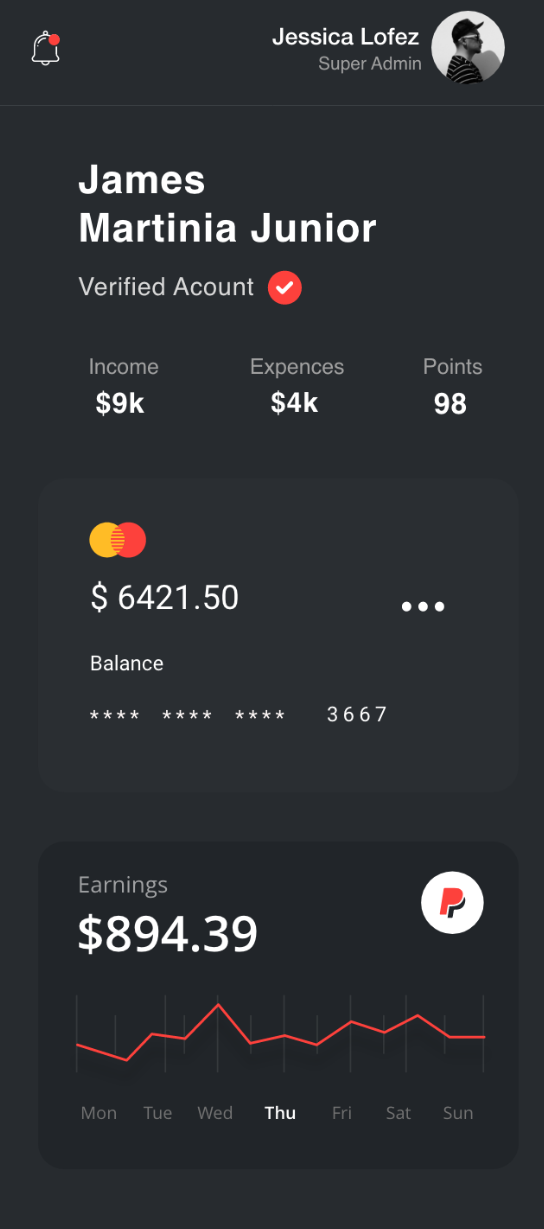 Jessica Lofez
Super Admin
James
Martinia Junior
Verified Acount
Income Expences Points
$9k $4k 98
$ 6421.50
Balance
**** **** **** 3667
Earnings
$894.39
Mon Tue Wed Thu Fri Sat Sun